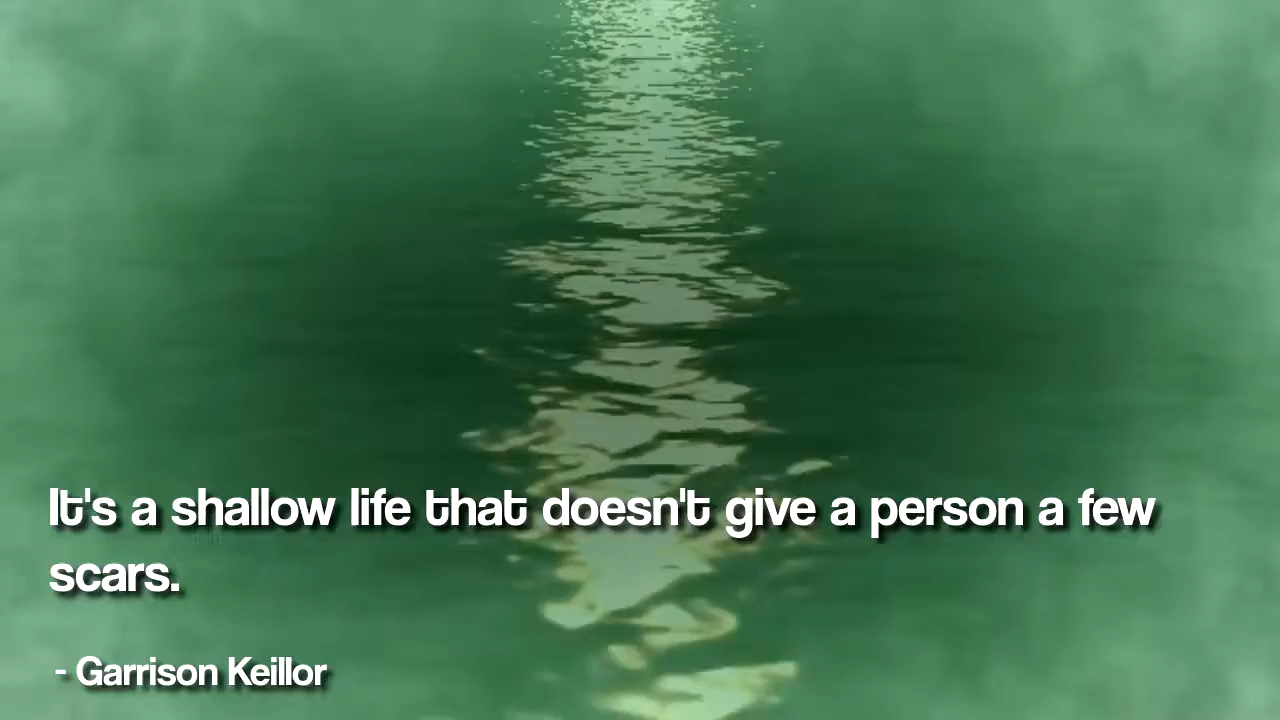 It's a shallow life that doesn't give a person a few
scars.
- Garrison Keillor